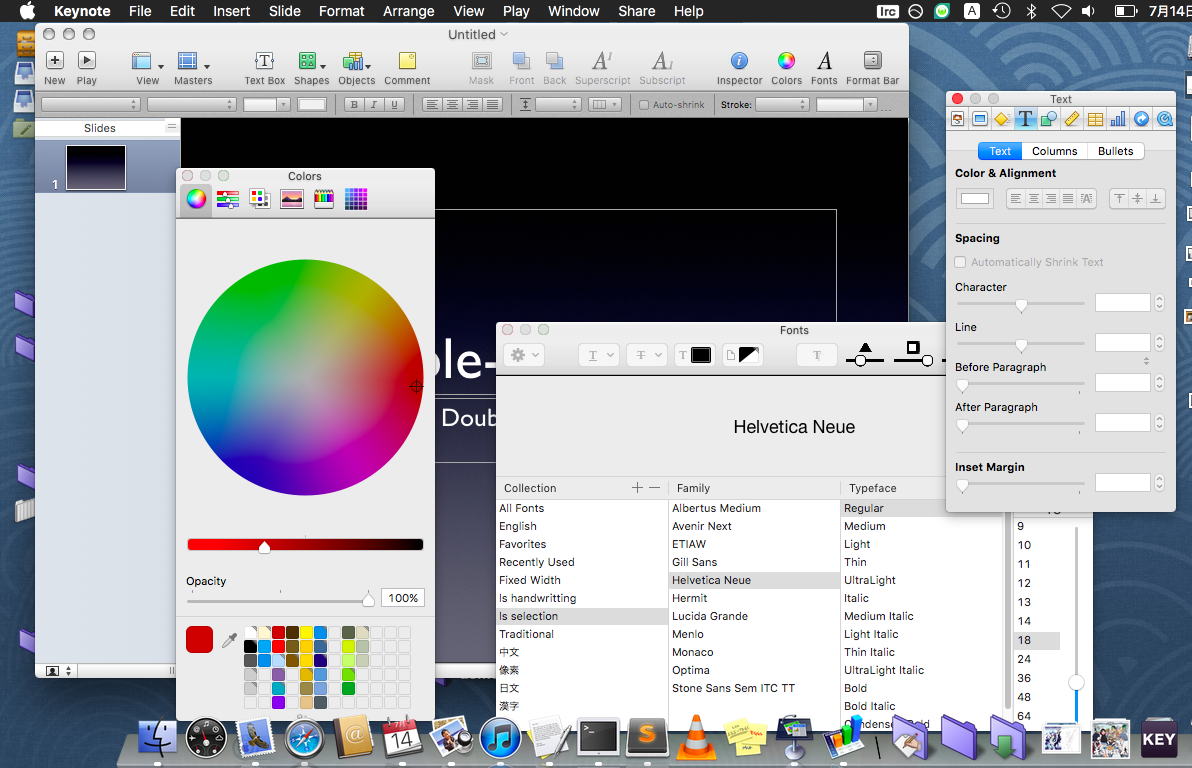 Keynote File Edit Insert Slide Format Arrange View Play Window Share Help Irc A 7月14日
Untitled
New Play View Masters Text Box Shapes Objects Comment Mask Front Back Superscript Subscript Inspector Colors Fonts Format Bar
B I U Auto-shrink Stroke:
Slides
1
ole-
Doub
Colors
Opacity
100%
Fonts
T T T T
Helvetica Neue
Collection Family Typeface
All Fonts Albertus Medium Regular
English Avenir Next Medium 9
Favorites ETIAW Light 10
Recently Used Gill Sans Thin 11
Fixed Width Helvetica Neue UltraLight 12
Is handwritting Hermit Italic 13
Is selection Lucida Grande Medium Italic 14
Traditional Menlo Light Italic 18
中文 Monaco Thin Italic 24
像素 Optima UltraLight Italic 36
日文 Stone Sans Sem ITC TT Bold 48
漢字 Bold Italic 64
Text
T
Text Columns Bullets
Color & Alignment
Spacing
Automatically Shrink Text
Character
Line
Before Paragraph
After Paragraph
Inset Margin
14
S
KEY